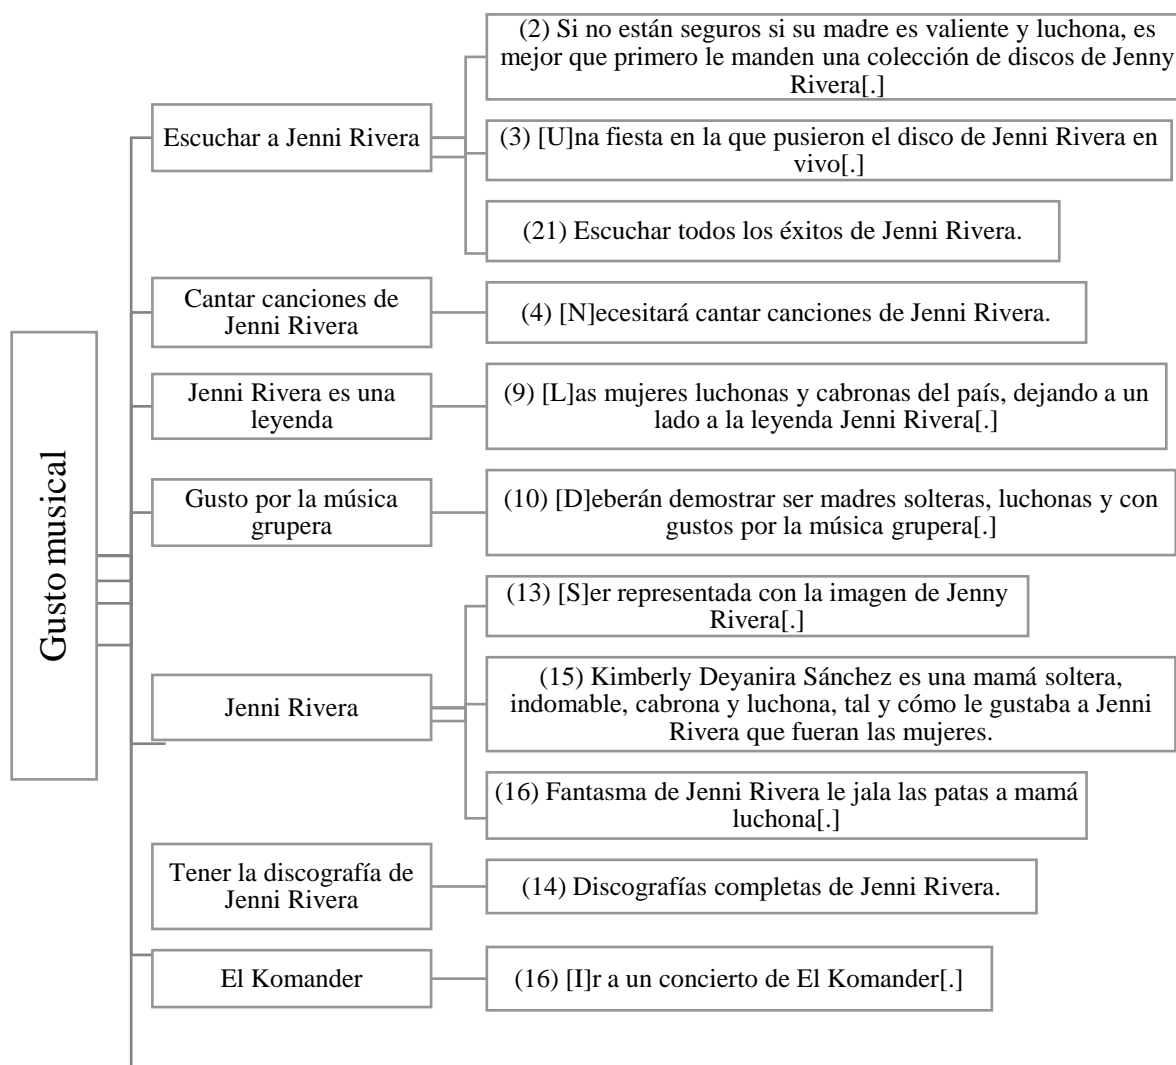 Gusto musical
Escuchar a Jenni Rivera
(2) Si no están seguros si su madre es valiente y luchona, es
mejor que primero le manden una colección de discos de Jenny
Rivera[.]
(3) [U]na fiesta en la que pusieron el disco de Jenni Rivera en
vivo[.]
(21) Escuchar todos los éxitos de Jenni Rivera.
Cantar canciones de
Jenni Rivera
(4) [N]ecesitará cantar canciones de Jenni Rivera.
Jenni Rivera es una
leyenda
(9) [L]as mujeres luchonas y cabronas del país, dejando a un
lado a la leyenda Jenni Rivera[.]
Gusto por la música
grupera
(10) [D]eberán demostrar ser madres solteras, luchonas y con
gustos por la música grupera[.]
Jenni Rivera
(13) [S]er representada con la imagen de Jenny
Rivera[.]
(15) Kimberly Deyanira Sánchez es una mamá soltera,
indomable, cabrona y luchona, tal y cómo le gustaba a Jenni
Rivera que fueran las mujeres.
(16) Fantasma de Jenni Rivera le jala las patas a mamá
luchona[.]
Tener la discografía de
Jenni Rivera
(14) Discografías completas de Jenni Rivera.
El Komander
(16) [I]r a un concierto de El Komander[.]